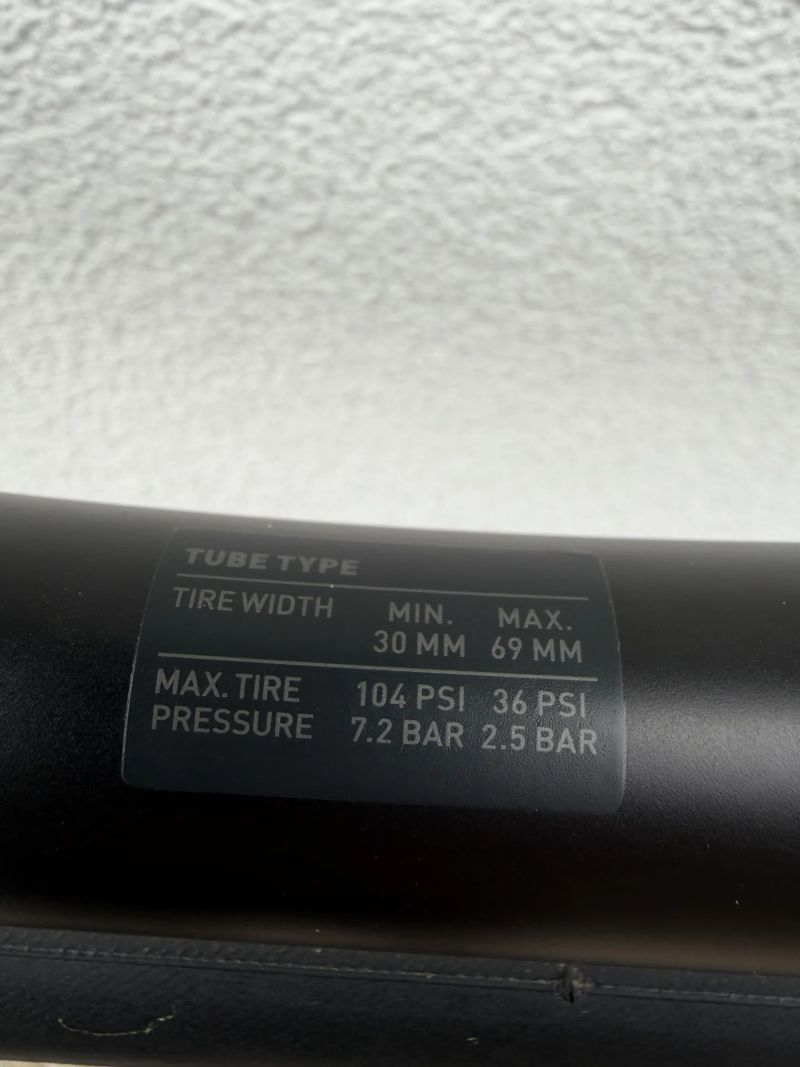 TUBE TYPE
TIRE WIDTH MIN. MAX.
30 MM 69 MM
MAX. TIRE 104 PSI 36 PSI
PRESSURE 7.2 BAR 2.5 BAR